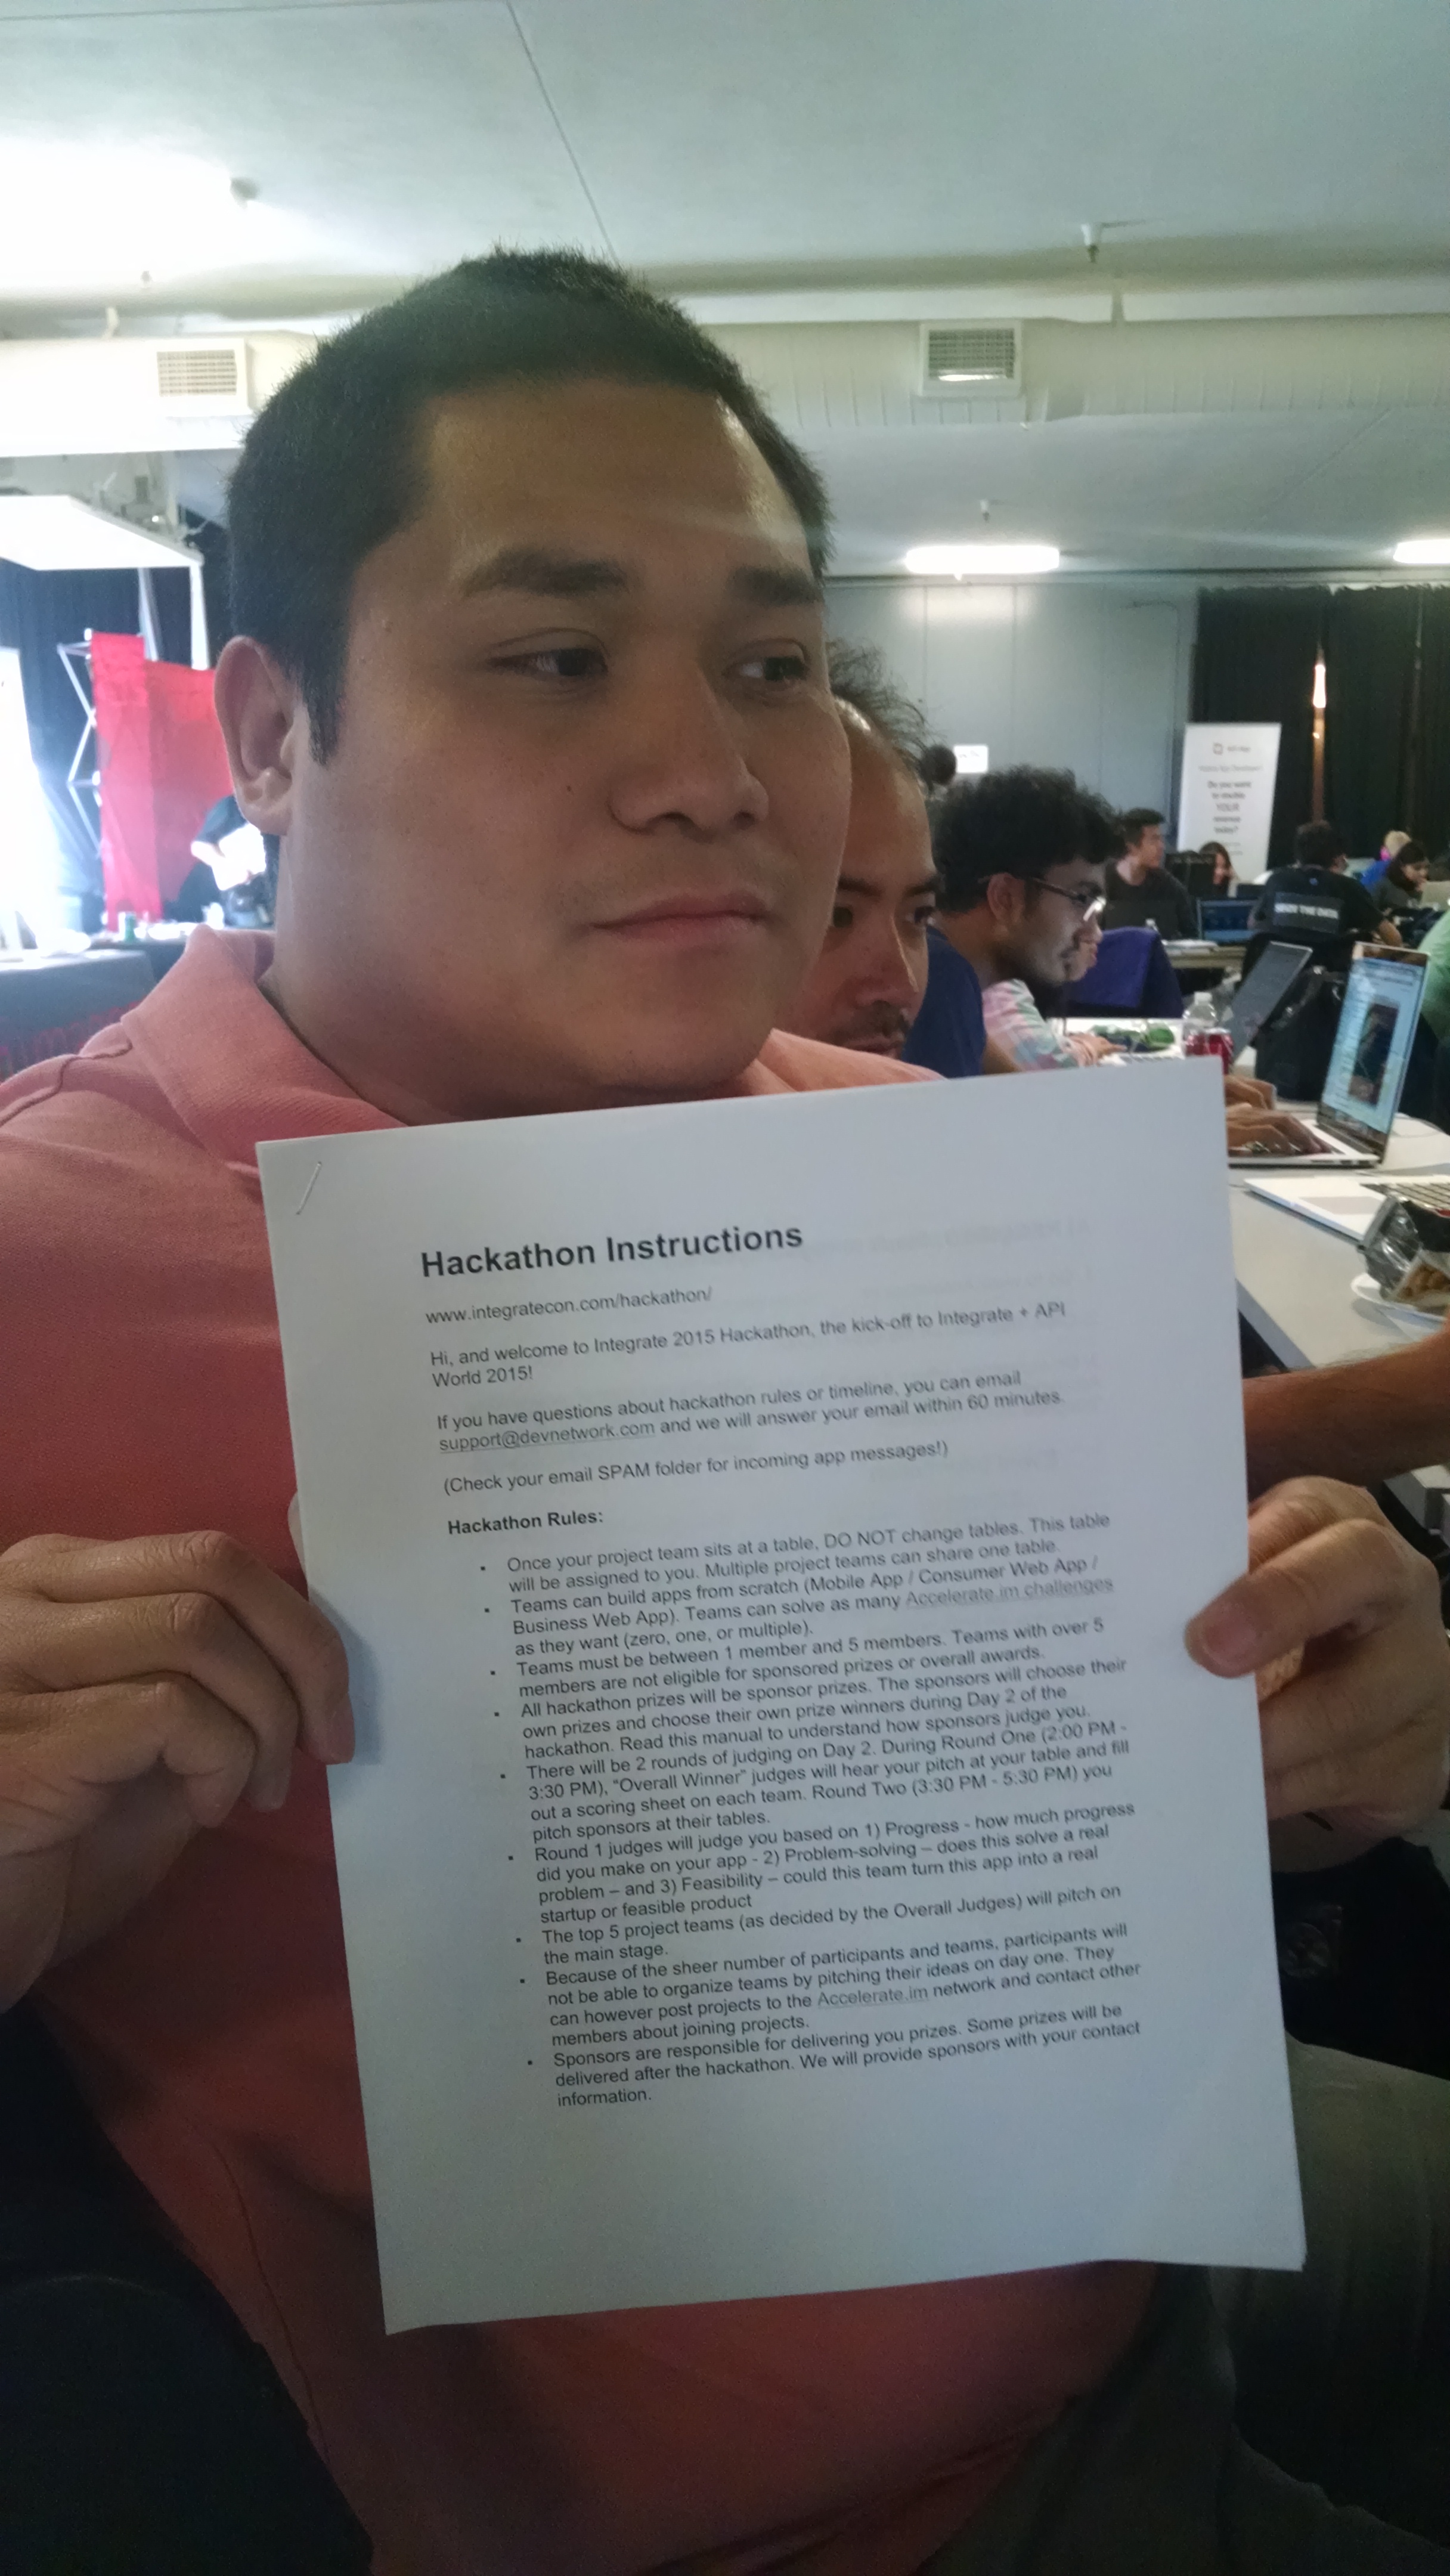 Do you want
to double
YOUR
revenue
today?
SEIZE THE DATA
Hackathon Instructions
www.integratecon.com/hackathon/
Hi, and welcome to Integrate 2015 Hackathon, the kick-off to Integrate + API
World 2015!
If you have questions about hackathon rules or timeline, you can email
support@devnetwork.com and we will answer your email within 60 minutes.
(Check your email SPAM folder for incoming app messages!)
Hackathon Rules:
• Once your project team sits at a table, DO NOT change tables. This table
will be assigned to you. Multiple project teams can share one table.
• Teams can build apps from scratch (Mobile App / Consumer Web App /
Business Web App). Teams can solve as many Accelerate.im challenges
as they want (zero, one, or multiple).
• Teams must be between 1 member and 5 members. Teams with over 5
members are not eligible for sponsored prizes or overall awards.
• All hackathon prizes will be sponsor prizes. The sponsors will choose their
own prizes and choose their own prize winners during Day 2 of the
hackathon. Read this manual to understand how sponsors judge you.
• There will be 2 rounds of judging on Day 2. During Round One (2:00 PM -
3:30 PM), “Overall Winner” judges will hear your pitch at your table and fill
out a scoring sheet on each team. Round Two (3:30 PM - 5:30 PM) you
pitch sponsors at their tables.
• Round 1 judges will judge you based on 1) Progress - how much progress
did you make on your app - 2) Problem-solving – does this solve a real
problem – and 3) Feasibility – could this team turn this app into a real
startup or feasible product
• The top 5 project teams (as decided by the Overall Judges) will pitch on
the main stage.
• Because of the sheer number of participants and teams, participants will
not be able to organize teams by pitching their ideas on day one. They
can however post projects to the Accelerate.im network and contact other
members about joining projects.
• Sponsors are responsible for delivering you prizes. Some prizes will be
delivered after the hackathon. We will provide sponsors with your contact
information.